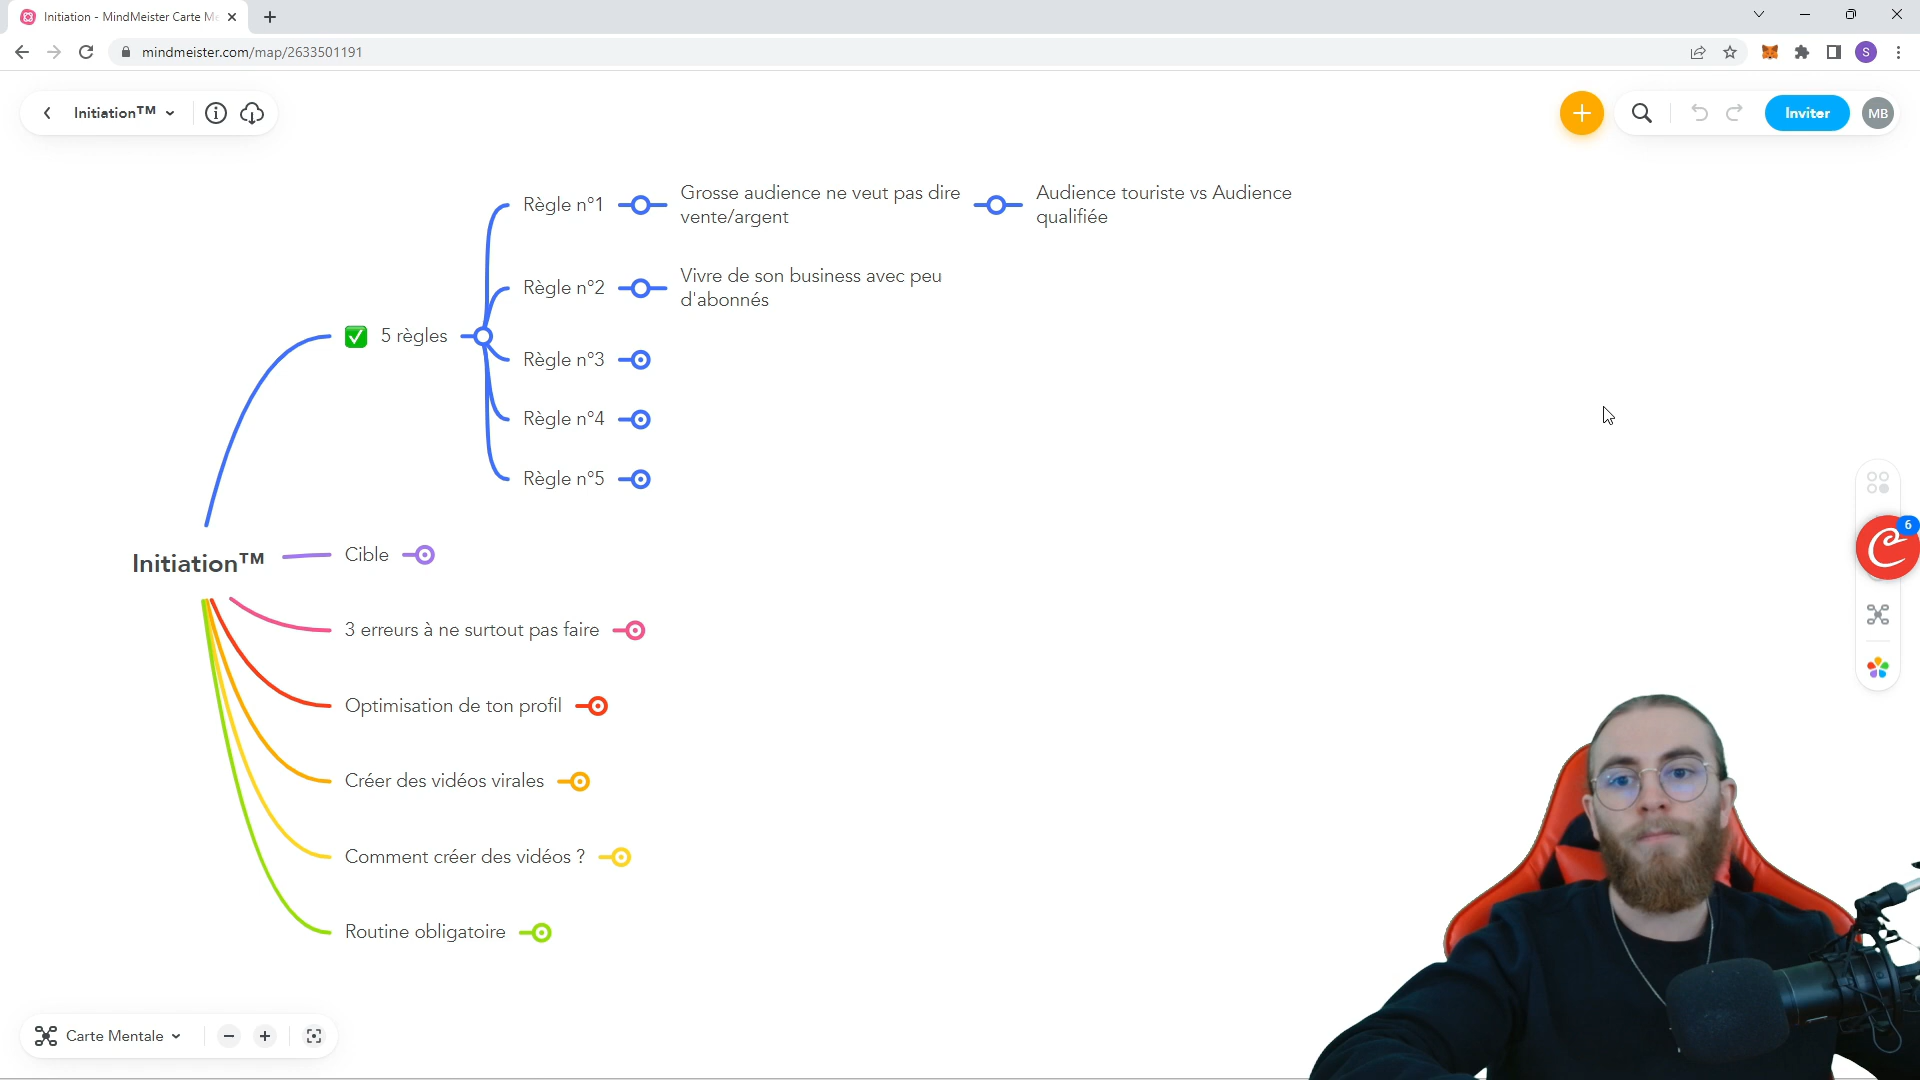 Initiation - MindMeister Carte Me
mindmeister.com/map/2633501191
S
Initiation™
Inviter
MB
Règle n°1
Grosse audience ne veut pas dire
vente/argent
Audience touriste vs Audience
qualifiée
Règle n°2
Vivre de son business avec peu
d'abonnés
5 règles
Règle n°3
Règle n°4
Règle n°5
6
Initiation™
Cible
3 erreurs à ne surtout pas faire
Optimisation de ton profil
Créer des vidéos virales
Comment créer des vidéos ?
Routine obligatoire
Carte Mentale